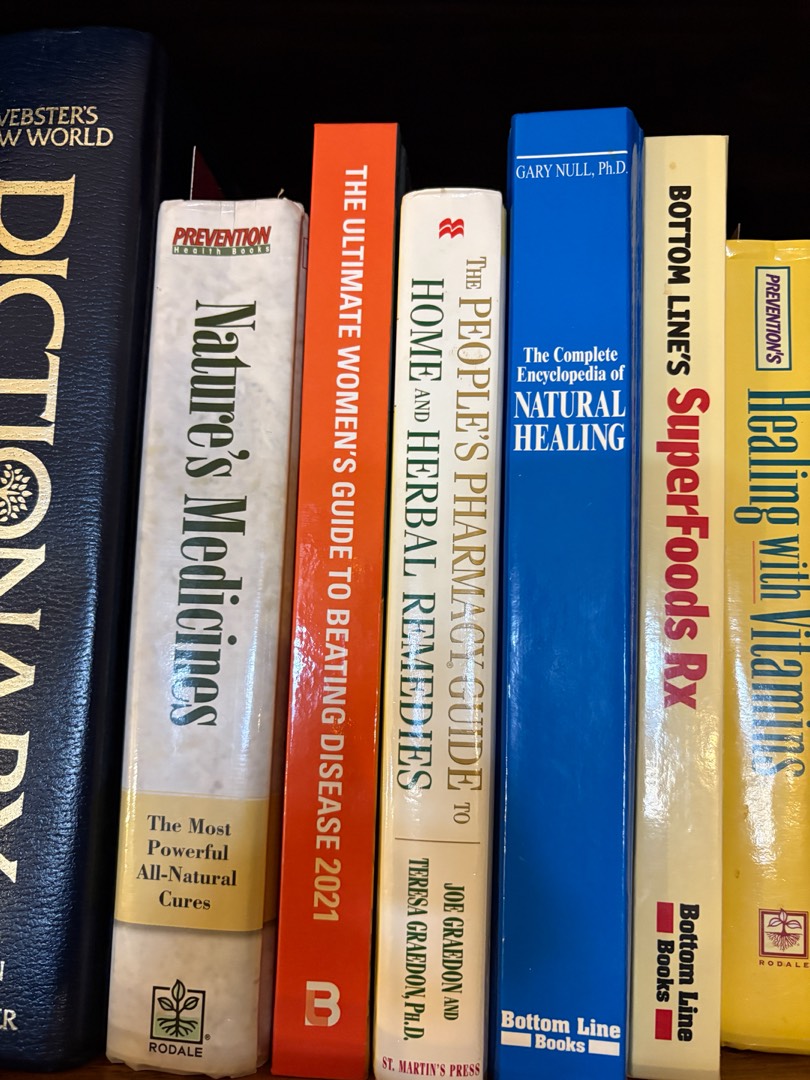 WEBSTER'S
W WORLD
DICTIONARY
ER
PREVENTION
Health Books
Nature's Medicines
The Most
Powerful
All-Natural
Cures
RODALE
THE ULTIMATE WOMEN'S GUIDE TO BEATING DISEASE 2021
B
THE PEOPLE'S PHARMACY GUIDE TO
HOME AND HERBAL REMEDIES
JOE GRAEDON AND
TERESA GRAEDON, Ph.D.
ST. MARTIN'S PRESS
GARY NULL, Ph.D.
The Complete
Encyclopedia of
NATURAL
HEALING
Bottom Line
Books
BOTTOM LINE'S SuperFoods Rx
Bottom Line
Books
PREVENTION'S
Healing with Vitamins
RODALE